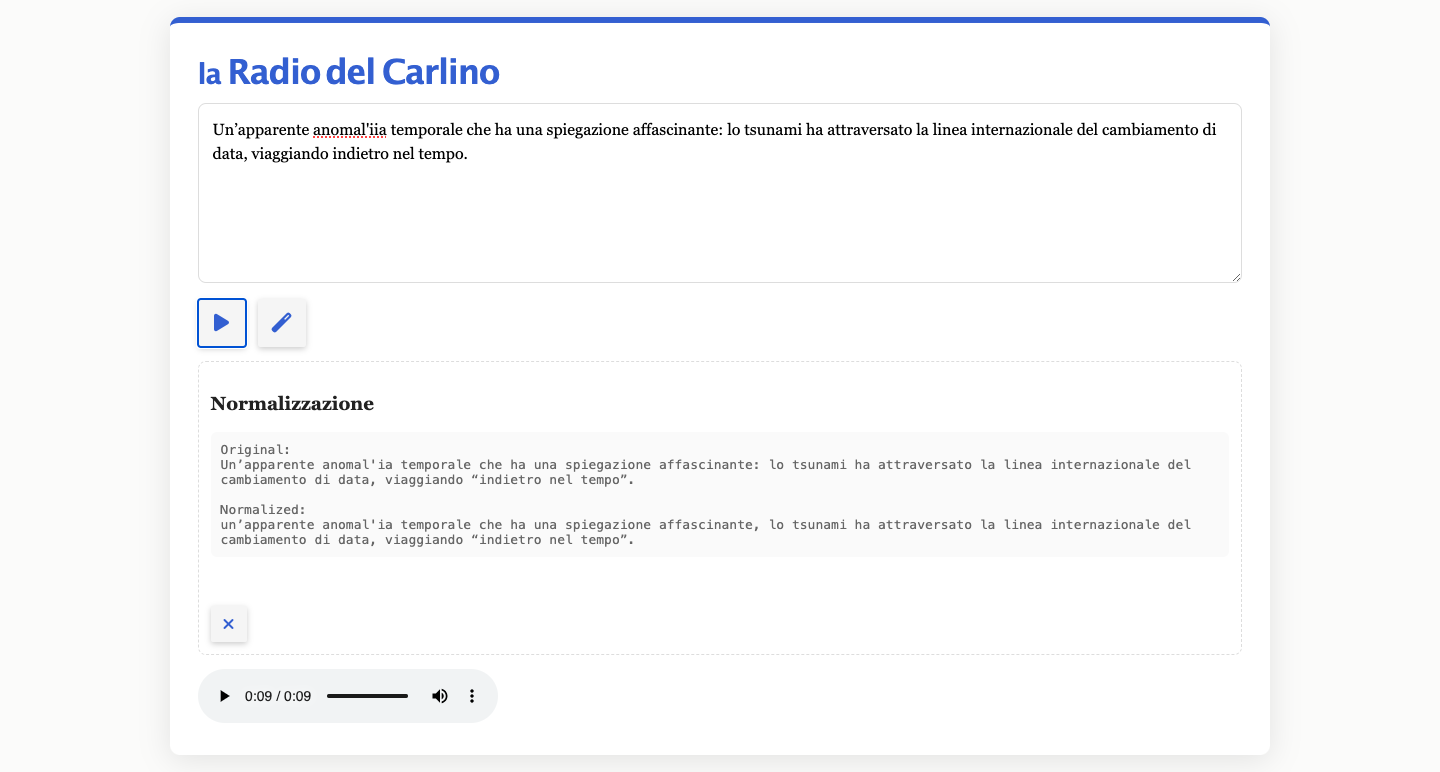 la Radio del Carlino
Un’apparente anomal'iia temporale che ha una spiegazione affascinante: lo tsunami ha attraversato la linea internazionale del cambiamento di
data, viaggiando indietro nel tempo.
Normalizzazione
Original:
Un’apparente anomal'ia temporale che ha una spiegazione affascinante: lo tsunami ha attraversato la linea internazionale del
cambiamento di data, viaggiando “indietro nel tempo”.
Normalized:
un’apparente anomal'ia temporale che ha una spiegazione affascinante, lo tsunami ha attraversato la linea internazionale del
cambiamento di data, viaggiando “indietro nel tempo”.
0:09 / 0:09